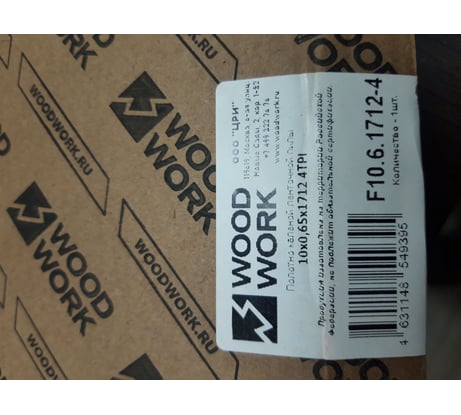 WOOD
WORK
WOODWORK.RU
WOOD
WORK
WOODWORK.RU
WOOD
WORK
WOODWORK.RU
WOOD
WORK
ООО "ЦРИ"
www.woodwork.ru
Полотно ленточной пилы
10x0,65x1712 4TPI
Продукция изготовлена на территории Российской
Федерации, не подлежит обязательной сертификации.
F10.6.1712-4
Количество - 1шт.
4 631148 549395